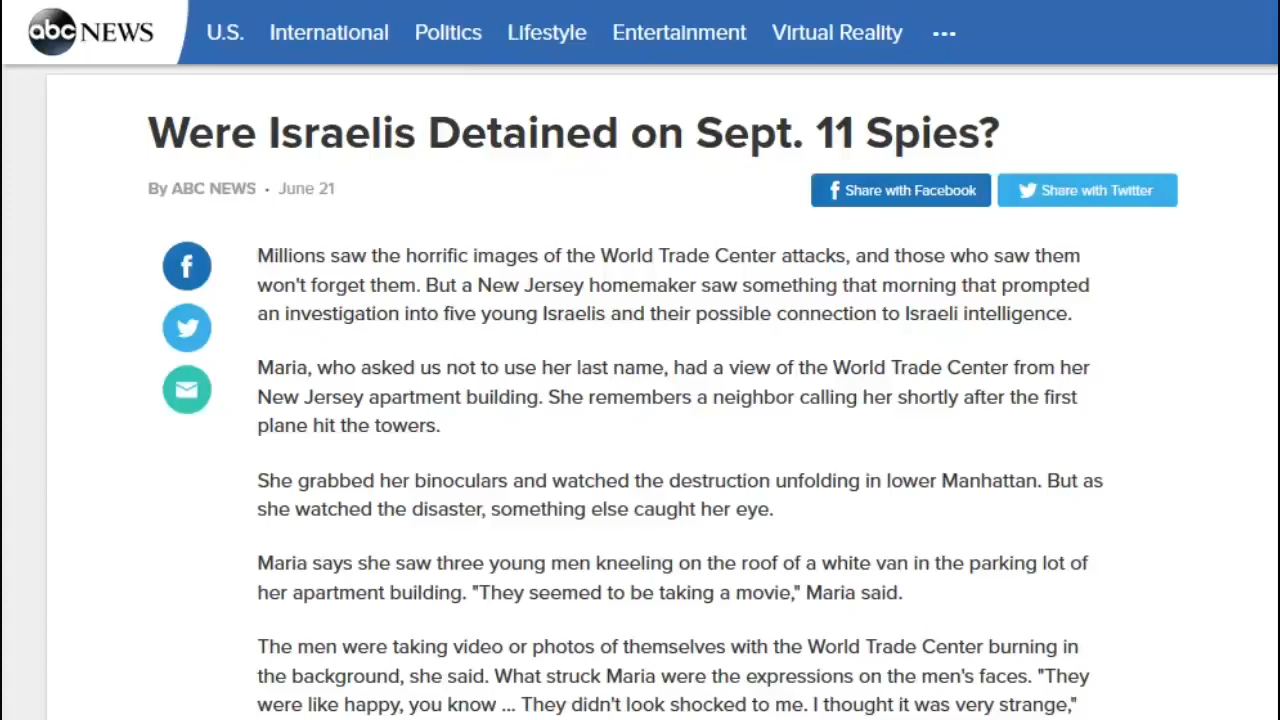 abc NEWS U.S. International Politics Lifestyle Entertainment Virtual Reality ...
Were Israelis Detained on Sept. 11 Spies?
By ABC NEWS • June 21
f Share with Facebook Share with Twitter
f
Millions saw the horrific images of the World Trade Center attacks, and those who saw them
won't forget them. But a New Jersey homemaker saw something that morning that prompted
an investigation into five young Israelis and their possible connection to Israeli intelligence.
Maria, who asked us not to use her last name, had a view of the World Trade Center from her
New Jersey apartment building. She remembers a neighbor calling her shortly after the first
plane hit the towers.
She grabbed her binoculars and watched the destruction unfolding in lower Manhattan. But as
she watched the disaster, something else caught her eye.
Maria says she saw three young men kneeling on the roof of a white van in the parking lot of
her apartment building. "They seemed to be taking a movie," Maria said.
The men were taking video or photos of themselves with the World Trade Center burning in
the background, she said. What struck Maria were the expressions on the men's faces. "They
were like happy, you know ... They didn't look shocked to me. I thought it was very strange,"